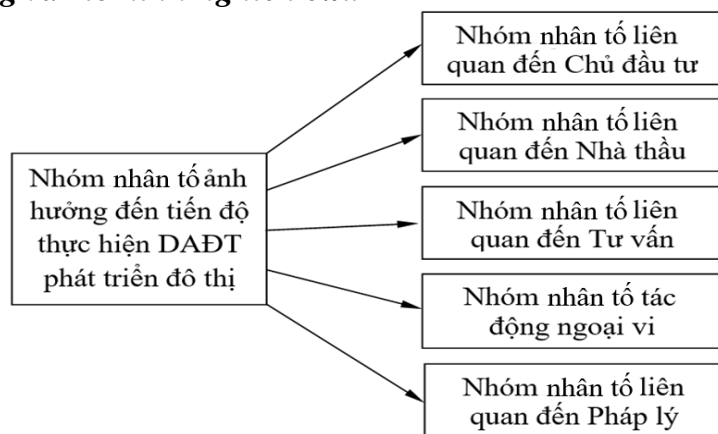 Nhóm nhân tố ảnh
hưởng đến tiến độ
thực hiện DAĐT
phát triển đô thị
Nhóm nhân tố liên
quan đến Chủ đầu tư
Nhóm nhân tố liên
quan đến Nhà thầu
Nhóm nhân tố liên
quan đến Tư vấn
Nhóm nhân tố tác
động ngoại vi
Nhóm nhân tố liên
quan đến Pháp lý